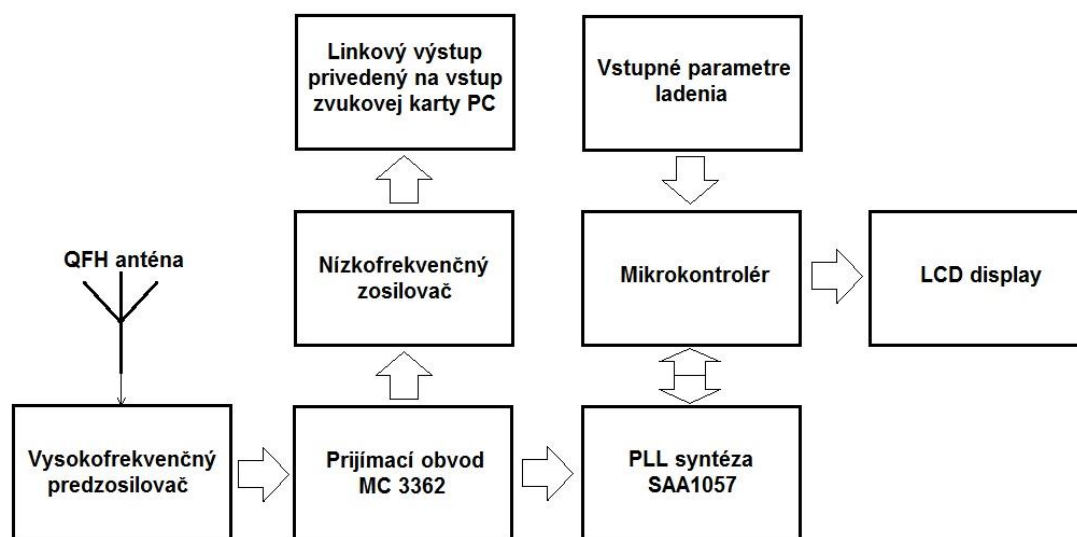 Linkový výstup
privedený na vstup
zvukovej karty PC
Vstupné parametre
ladenia
QFH anténa
Nízkofrekvenčný
zosilovač
Mikrokontrolér
LCD display
Vysokofrekvenčný
predzosilovač
Prijímací obvod
MC 3362
PLL syntéza
SAA1057